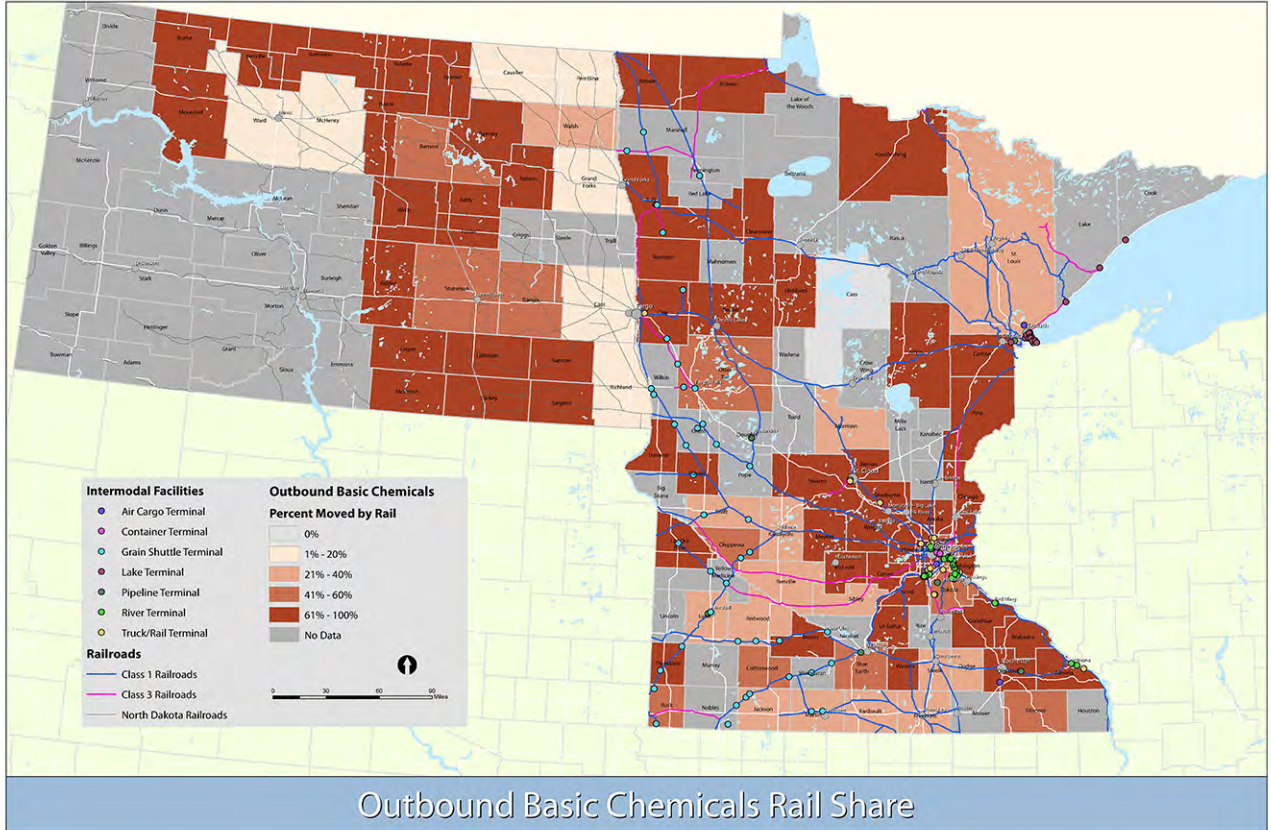 Divide
Burke
Renville
Bottineau
Rolette
Towner
Cavalier
Pembina
Kittson
Roseau
Lake of
the Woods
Williams
Mountrail
Ward
McHenry
Pierce
Benson
Ramsey
Walsh
Marshall
Koochiching
Cook
McKenzie
Nelson
Grand
Forks
Pennington
Red Lake
Beltrami
Lake
Dunn
McLean
Sheridan
Wells
Eddy
Mercer
Griggs
Steele
Traill
Clearwater
Itasca
St.
Louis
Golden
Valley
Billings
Oliver
Norman
Mahnomen
Stark
Burleigh
Stutsman
Barnes
Cass
Fargo
Clay
Hubbard
Cass
Morton
Slope
Hettinger
Grant
Emmons
Logan
LaMoure
Ransom
Richland
Wilkin
Otter
Wadena
Crow
Wing
Carlton
Bowman
Adams
Sioux
McIntosh
Dickey
Sargent
Todd
Morrison
Mille
Lacs
Kanabec
Pine
Grant
Douglas
Traverse
Pope
Big
Stone
Stearns
Benton
St. Cloud
Sherburne
Isanti
Chisago
Swift
Kandiyohi
Meeker
Wright
Anoka
Chippewa
Renville
McLeod
Carver
Yellow
Medicine
Sibley
Scott
Dakota
Lincoln
Lyon
Redwood
Brown
Nicollet
Le Sueur
Rice
Goodhue
Wabasha
Pipestone
Murray
Cottonwood
Blue
Earth
Waseca
Steele
Dodge
Winona
Rock
Nobles
Jackson
Faribault
Mower
Fillmore
Houston
Intermodal Facilities
Air Cargo Terminal
Container Terminal
Grain Shuttle Terminal
Lake Terminal
Pipeline Terminal
River Terminal
Truck/Rail Terminal
Railroads
Class 1 Railroads
Class 3 Railroads
North Dakota Railroads
Outbound Basic Chemicals
Percent Moved by Rail
0%
1% - 20%
21% - 40%
41% - 60%
61% - 100%
No Data
0 30 60 90
Miles
Outbound Basic Chemicals Rail Share